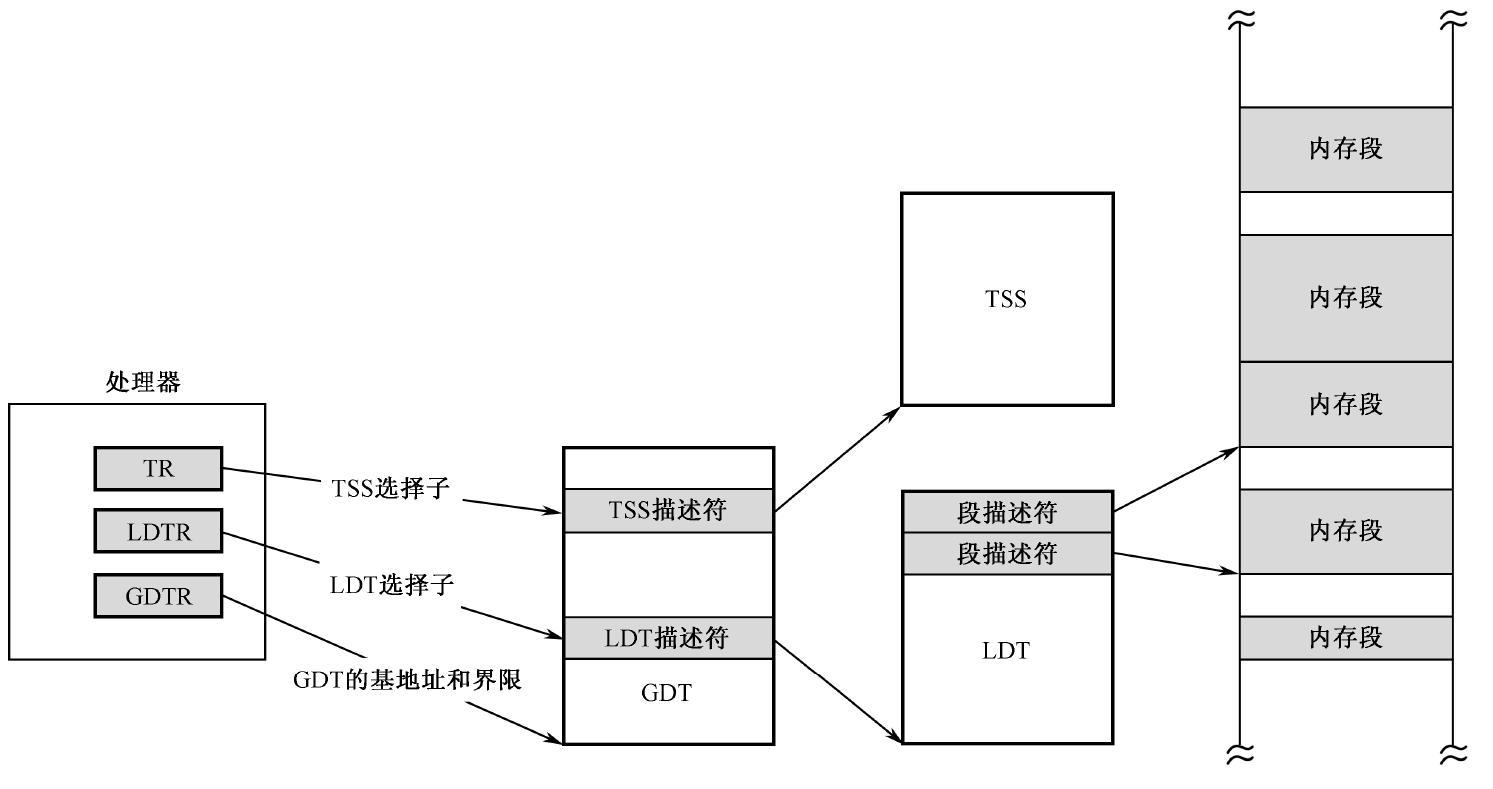 处理器
TR
LDTR
GDTR
TSS选择子
LDT选择子
GDT的基地址和界限
TSS描述符
LDT描述符
GDT
TSS
段描述符
段描述符
LDT
内存段
内存段
内存段
内存段
内存段